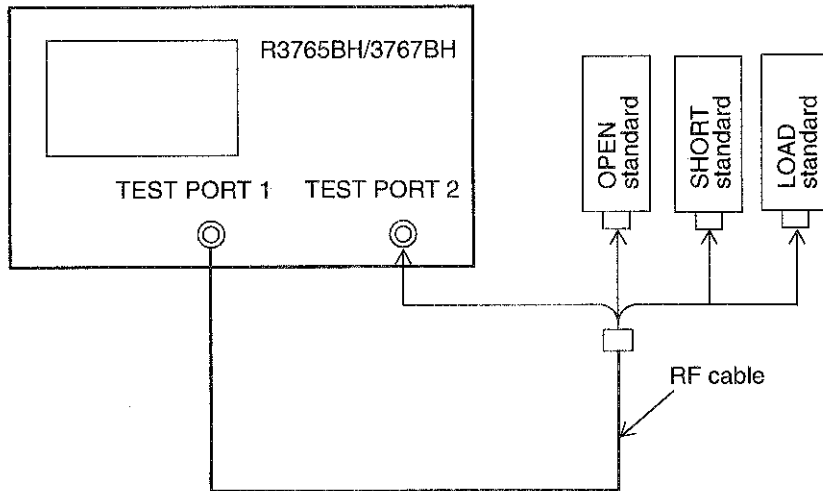 R3765BH/3767BH
TEST PORT 1
TEST PORT 2
OPEN
standard
SHORT
standard
LOAD
standard
RF cable